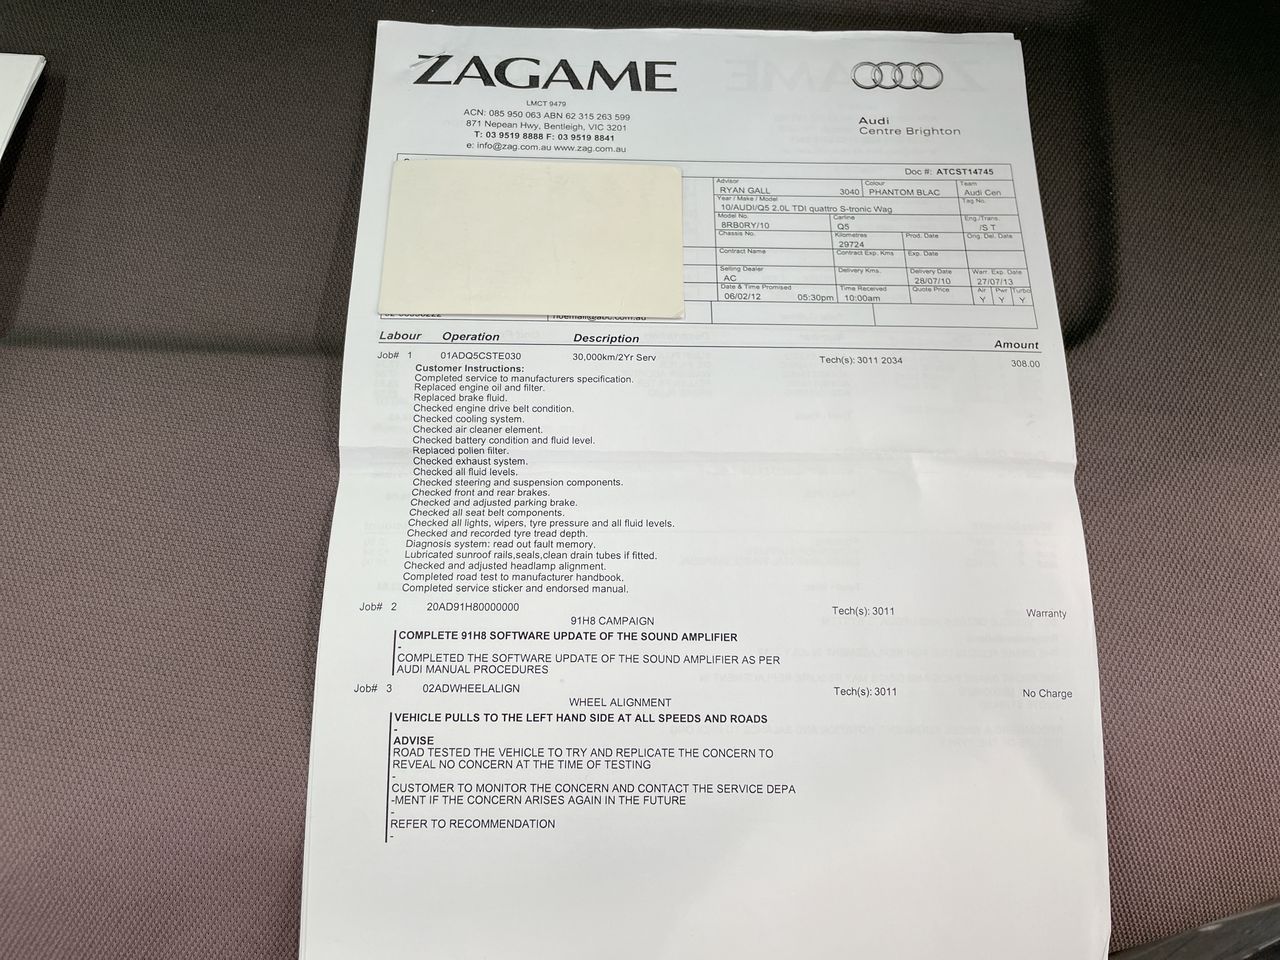 ZAGAME
LMCT 9479
ACN: 085 950 063 ABN 62 315 263 599
871 Nepean Hwy, Bentleigh, VIC 3201
T: 03 9519 8888 F: 03 9519 8841
e: info@zag.com.au www.zag.com.au
Audi
Centre Brighton
Doc #: ATCST14745
Advisor Colour Team
RYAN GALL 3040 PHANTOM BLAC Audi Cen
Year / Make / Model Tag No.
10/AUDI/Q5 2.0L TDI quattro S-tronic Wag
Model No. Carline Eng./Trans.
8RB0RY/10 Q5 /S T
Chassis No. Kilometres Prod. Date Orig. Del. Date
29724
Contract Name Contract Exp. Kms Exp. Date
Selling Dealer Delivery Kms. Delivery Date Warr. Exp. Date
AC 28/07/10 27/07/13
Date & Time Promised Time Received Quote Price Air Pwr Turbo
06/02/12 05:30pm 10:00am Y Y Y
Labour Operation Description Amount
Job# 1 01ADQ5CSTE030 30,000km/2Yr Serv Tech(s): 3011 2034 308.00
Customer Instructions:
Completed service to manufacturers specification.
Replaced engine oil and filter.
Replaced brake fluid.
Checked engine drive belt condition.
Checked cooling system.
Checked air cleaner element.
Checked battery condition and fluid level.
Replaced pollen filter.
Checked exhaust system.
Checked all fluid levels.
Checked steering and suspension components.
Checked front and rear brakes.
Checked and adjusted parking brake.
Checked all seat belt components.
Checked all lights, wipers, tyre pressure and all fluid levels.
Checked and recorded tyre tread depth.
Diagnosis system: read out fault memory.
Lubricated sunroof rails,seals,clean drain tubes if fitted.
Checked and adjusted headlamp alignment.
Completed road test to manufacturer handbook.
Completed service sticker and endorsed manual.
Job# 2 20AD91H80000000 Tech(s): 3011 Warranty
91H8 CAMPAIGN
COMPLETE 91H8 SOFTWARE UPDATE OF THE SOUND AMPLIFIER
-
COMPLETED THE SOFTWARE UPDATE OF THE SOUND AMPLIFIER AS PER
AUDI MANUAL PROCEDURES
Job# 3 02ADWHEELALIGN Tech(s): 3011 No Charge
WHEEL ALIGNMENT
VEHICLE PULLS TO THE LEFT HAND SIDE AT ALL SPEEDS AND ROADS
-
ADVISE
ROAD TESTED THE VEHICLE TO TRY AND REPLICATE THE CONCERN TO
REVEAL NO CONCERN AT THE TIME OF TESTING
-
CUSTOMER TO MONITOR THE CONCERN AND CONTACT THE SERVICE DEPA
-MENT IF THE CONCERN ARISES AGAIN IN THE FUTURE
-
REFER TO RECOMMENDATION
-